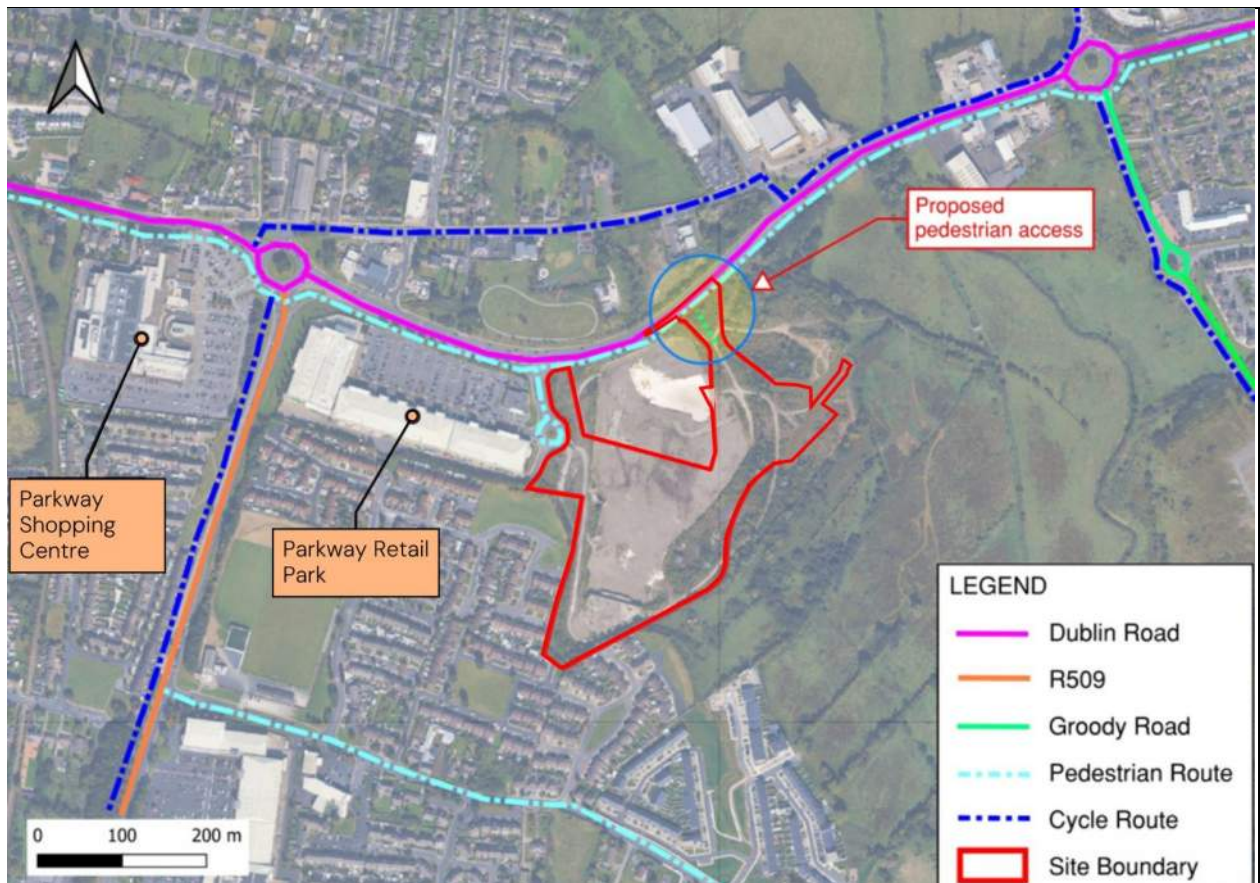 Proposed
pedestrian access
Parkway
Shopping
Centre
Parkway Retail
Park
LEGEND
Dublin Road
R509
Groody Road
Pedestrian Route
Cycle Route
Site Boundary
0 100 200 m